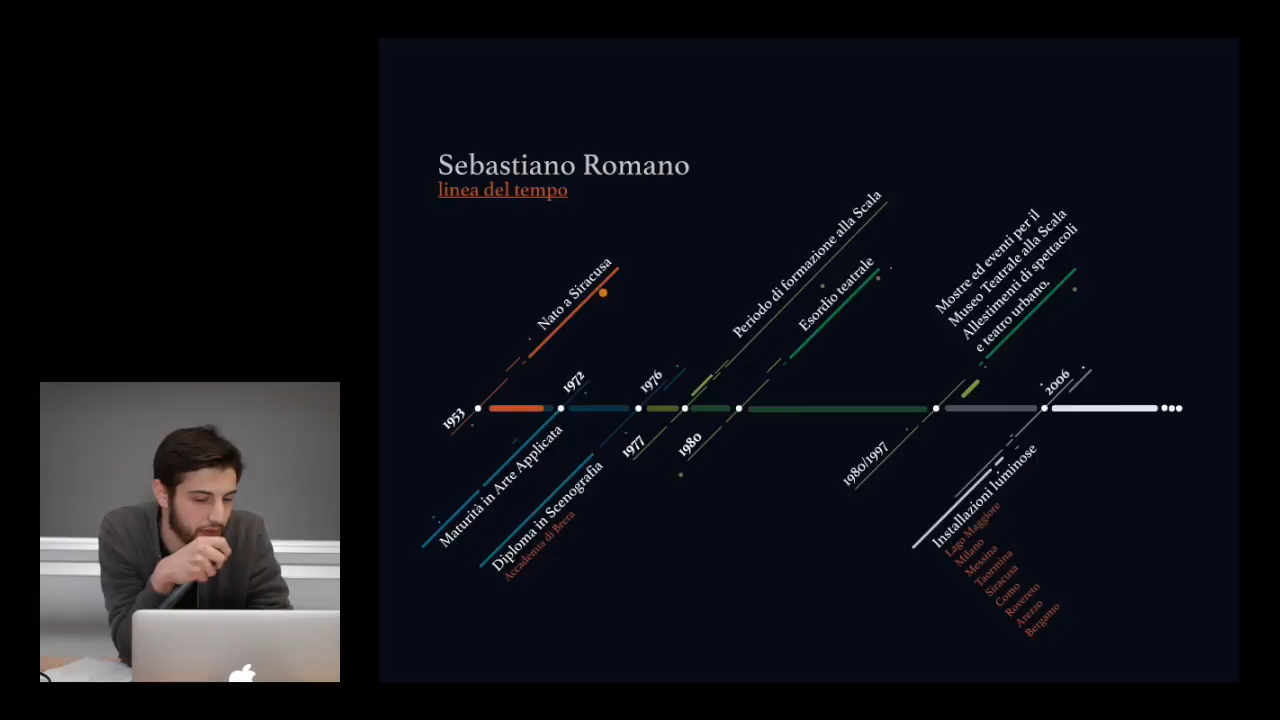 Sebastiano Romano
linea del tempo
1953
Nato a Siracusa
1972
Maturità in Arte Applicata
1976
Diploma in Scenografia
Accademia di Brera
1977
Periodo di formazione alla Scala
1980
Esordio teatrale
1980/1997
Mostre ed eventi per il
Museo Teatrale alla Scala
Allestimenti di spettacoli
e teatro urbano.
2006
Installazioni luminose
Lago Maggiore
Milano
Messina
Taormina
Siracusa
Como
Rovereto
Arezzo
Bergamo